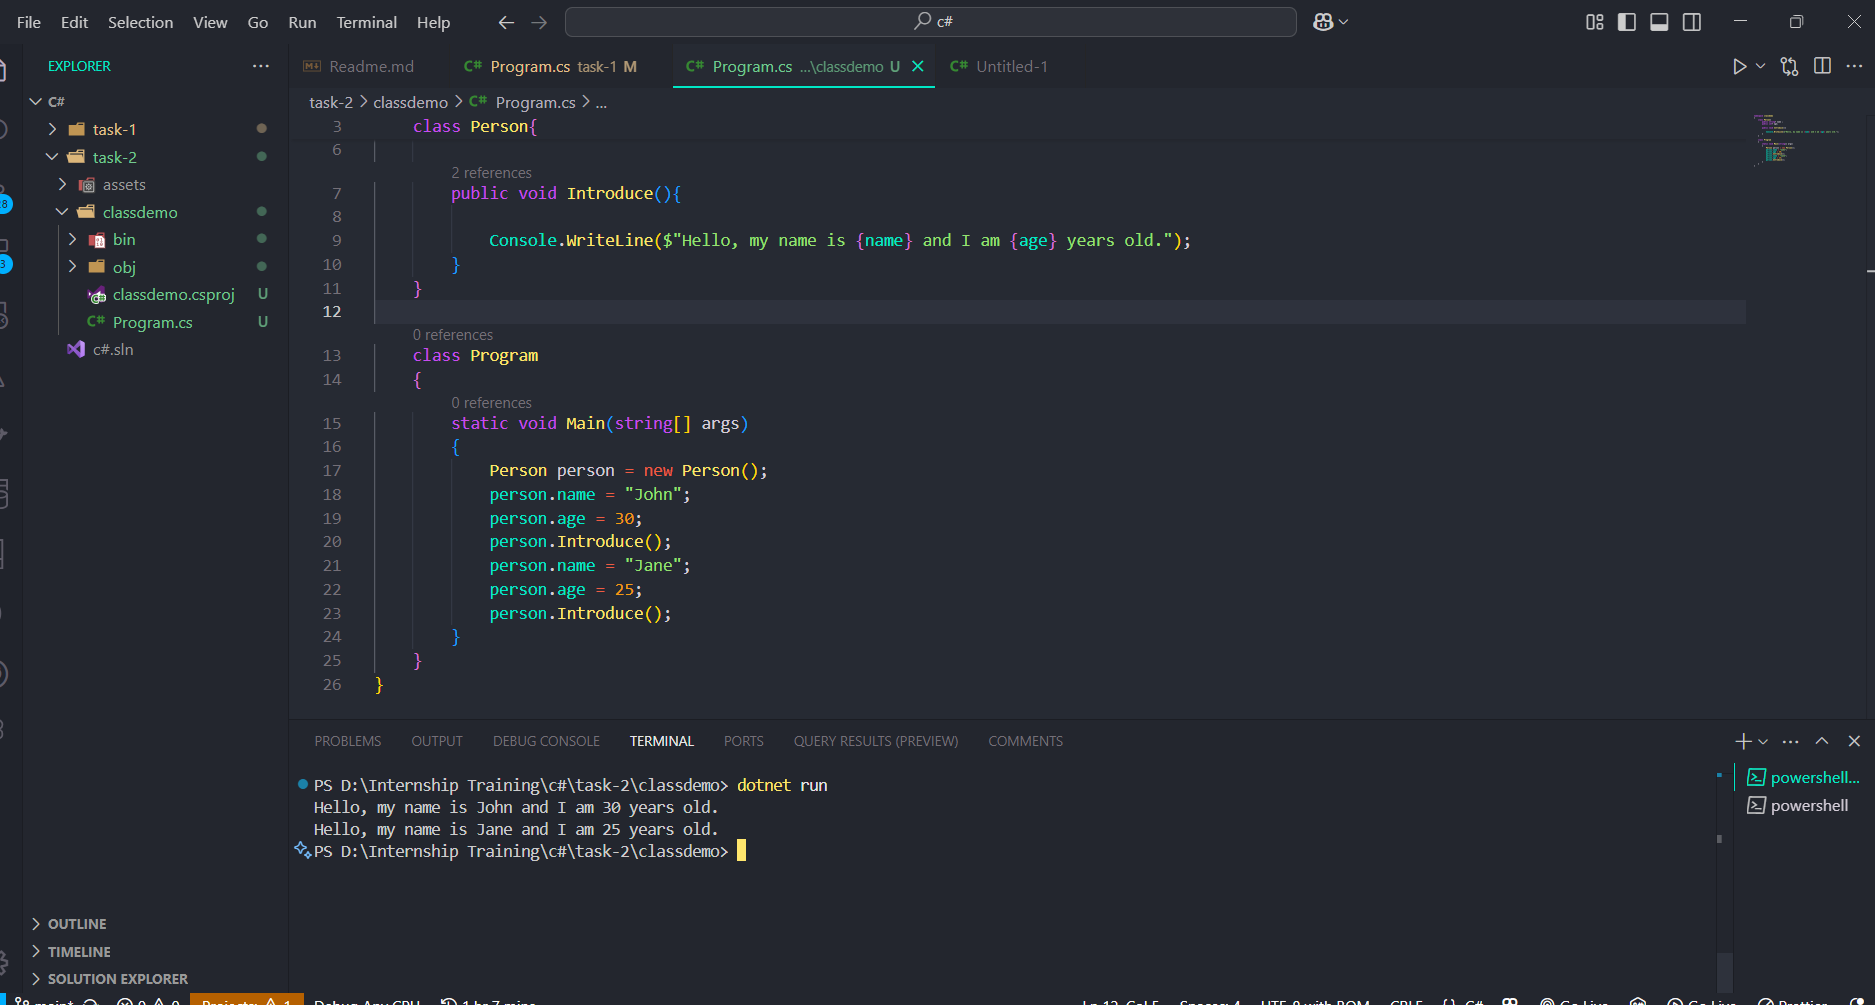 File Edit Selection View Go Run Terminal Help
c#
EXPLORER
C#
task-1
task-2
assets
classdemo
bin
obj
classdemo.csproj U
C# Program.cs U
c#.sln
OUTLINE
TIMELINE
SOLUTION EXPLORER
28
3
Readme.md
C# Program.cs task-1 M
C# Program.cs ...\classdemo U
C# Untitled-1
task-2 > classdemo > C# Program.cs > ...
3 class Person{
6
2 references
7 public void Introduce(){
8
9 Console.WriteLine($"Hello, my name is {name} and I am {age} years old.");
10 }
11 }
12
0 references
13 class Program
14 {
0 references
15 static void Main(string[] args)
16 {
17 Person person = new Person();
18 person.name = "John";
19 person.age = 30;
20 person.Introduce();
21 person.name = "Jane";
22 person.age = 25;
23 person.Introduce();
24 }
25 }
26 }
PROBLEMS OUTPUT DEBUG CONSOLE TERMINAL PORTS QUERY RESULTS (PREVIEW) COMMENTS
PS D:\Internship Training\c#\task-2\classdemo> dotnet run
Hello, my name is John and I am 30 years old.
Hello, my name is Jane and I am 25 years old.
PS D:\Internship Training\c#\task-2\classdemo>
powershell...
powershell